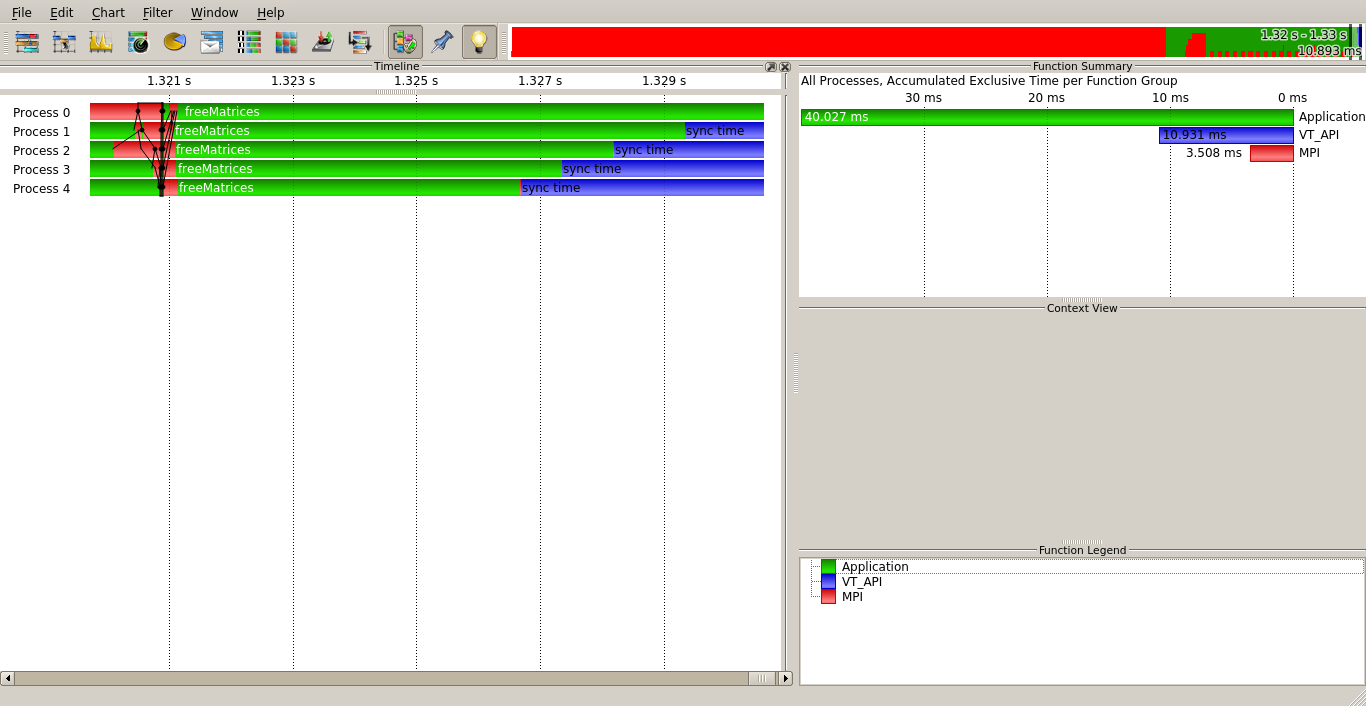 File Edit Chart Filter Window Help
1.32 s - 1.33 s
10.893 ms
Timeline
1.321 s 1.323 s 1.325 s 1.327 s 1.329 s
Process 0 freeMatrices
Process 1 freeMatrices sync time
Process 2 freeMatrices sync time
Process 3 freeMatrices sync time
Process 4 freeMatrices sync time
Function Summary
All Processes, Accumulated Exclusive Time per Function Group
30 ms 20 ms 10 ms 0 ms
40.027 ms Application
10.931 ms VT_API
3.508 ms MPI
Context View
Function Legend
Application
VT_API
MPI